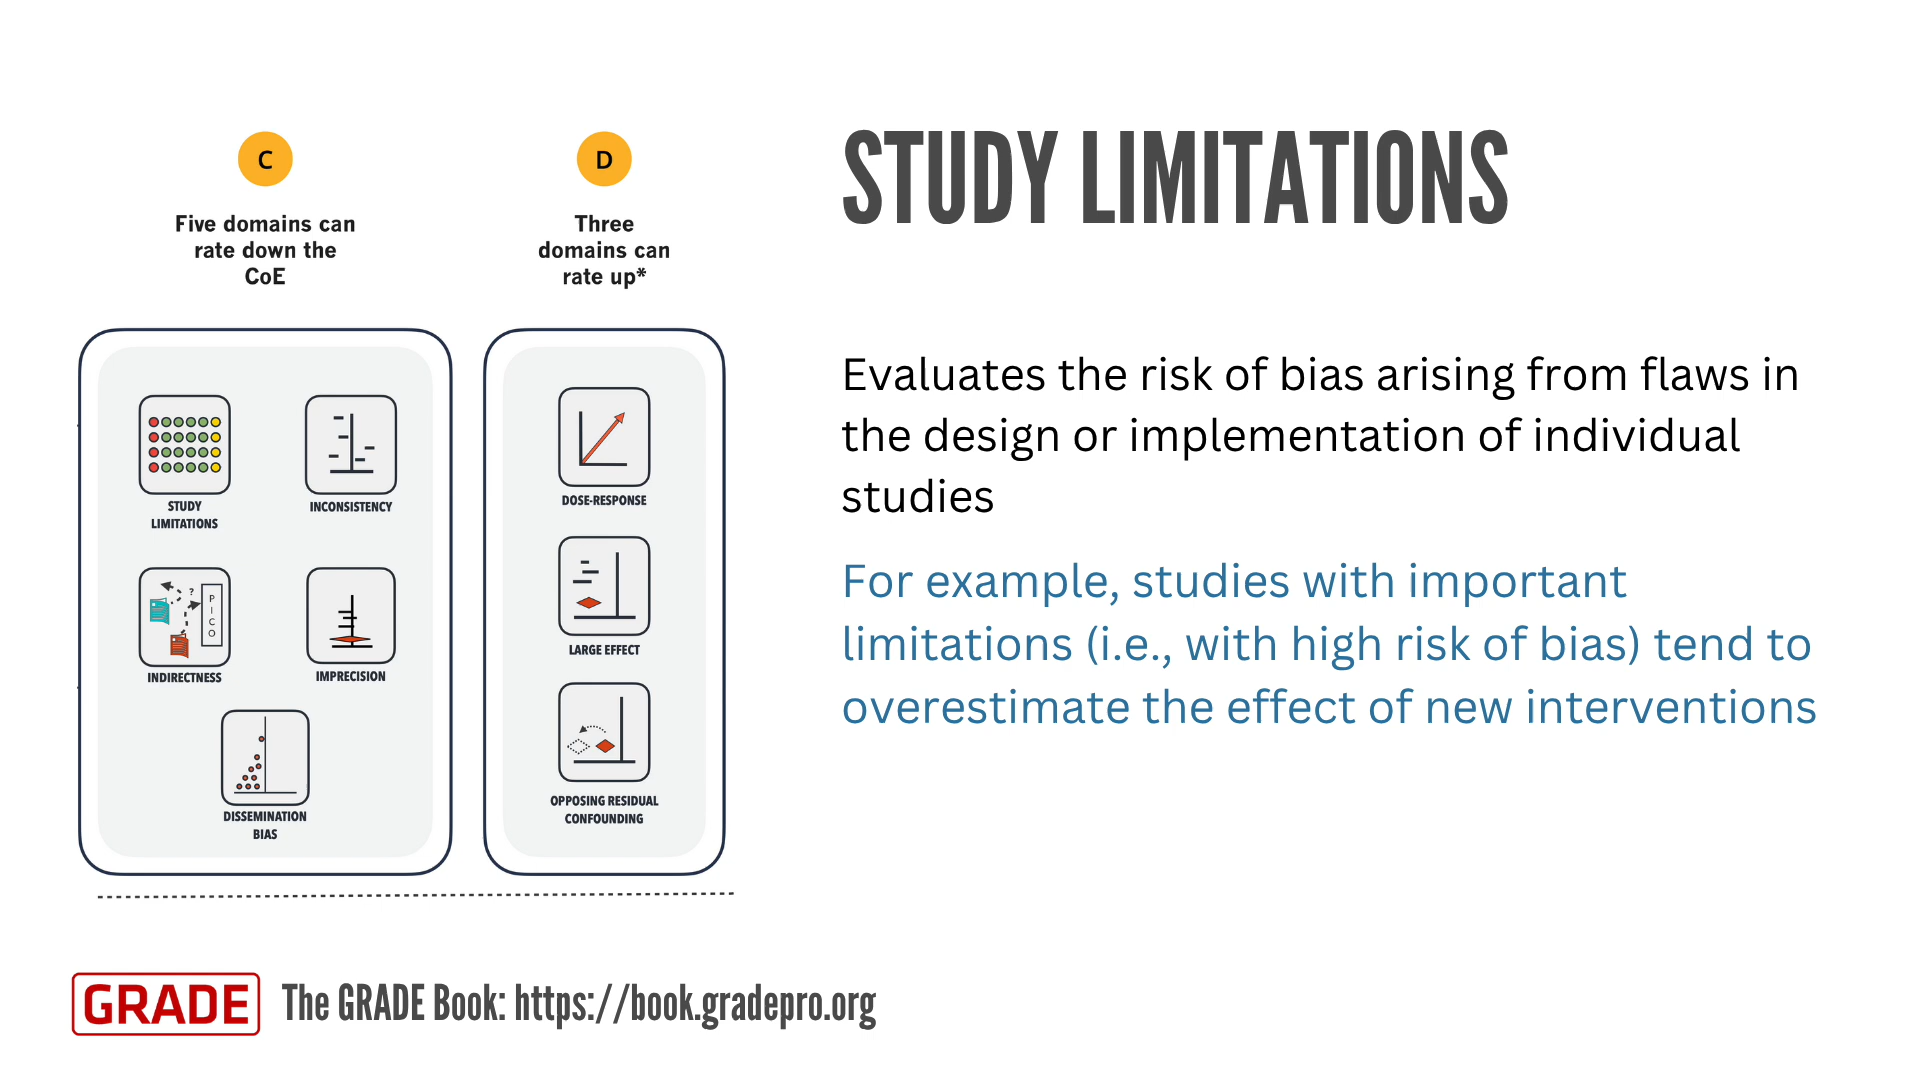 C
Five domains can
rate down the
CoE
STUDY
LIMITATIONS
INCONSISTENCY
?
P
I
C
O
INDIRECTNESS
IMPRECISION
DISSEMINATION
BIAS
D
Three
domains can
rate up*
DOSE-RESPONSE
LARGE EFFECT
OPPOSING RESIDUAL
CONFOUNDING
STUDY LIMITATIONS
Evaluates the risk of bias arising from flaws in
the design or implementation of individual
studies
For example, studies with important
limitations (i.e., with high risk of bias) tend to
overestimate the effect of new interventions
GRADE The GRADE Book: https://book.gradepro.org